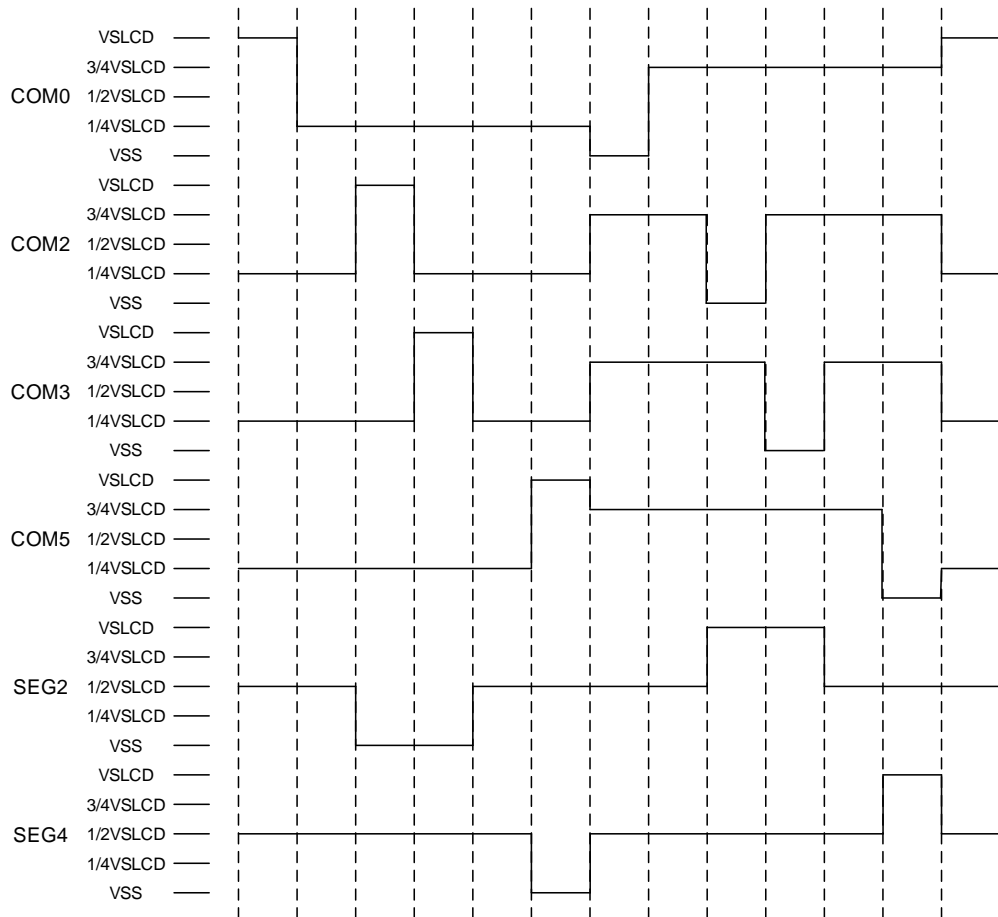 VSLCD
3/4VSLCD
COM0 1/2VSLCD
1/4VSLCD
VSS
VSLCD
3/4VSLCD
COM2 1/2VSLCD
1/4VSLCD
VSS
VSLCD
3/4VSLCD
COM3 1/2VSLCD
1/4VSLCD
VSS
VSLCD
3/4VSLCD
COM5 1/2VSLCD
1/4VSLCD
VSS
VSLCD
3/4VSLCD
SEG2 1/2VSLCD
1/4VSLCD
VSS
VSLCD
3/4VSLCD
SEG4 1/2VSLCD
1/4VSLCD
VSS